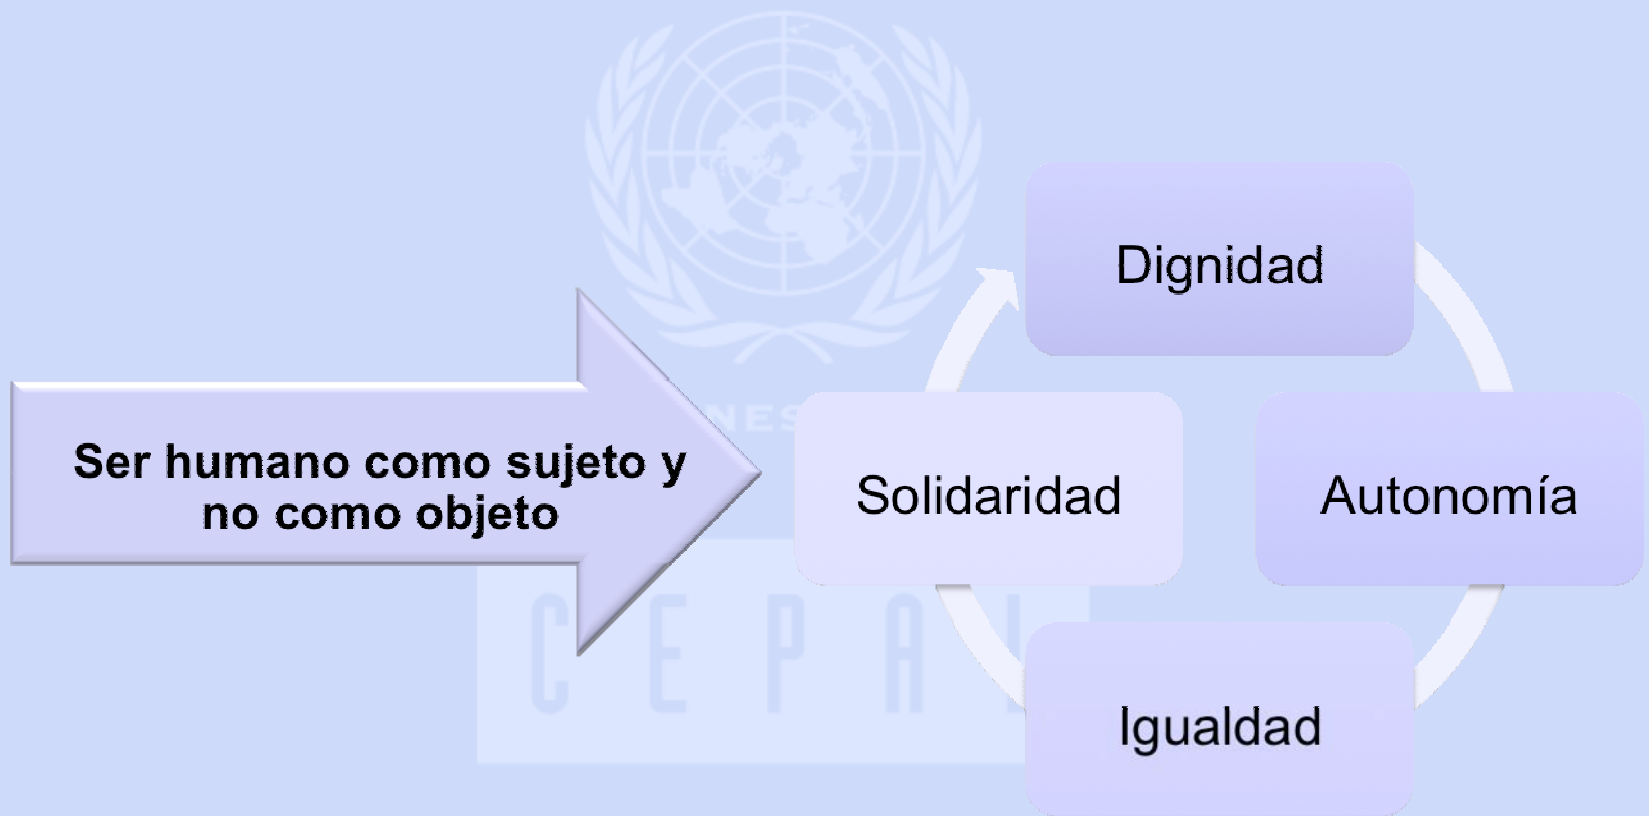 Dignidad
Ser humano como sujeto y
no como objeto
Solidaridad
Autonomía
Igualdad
CEPAL